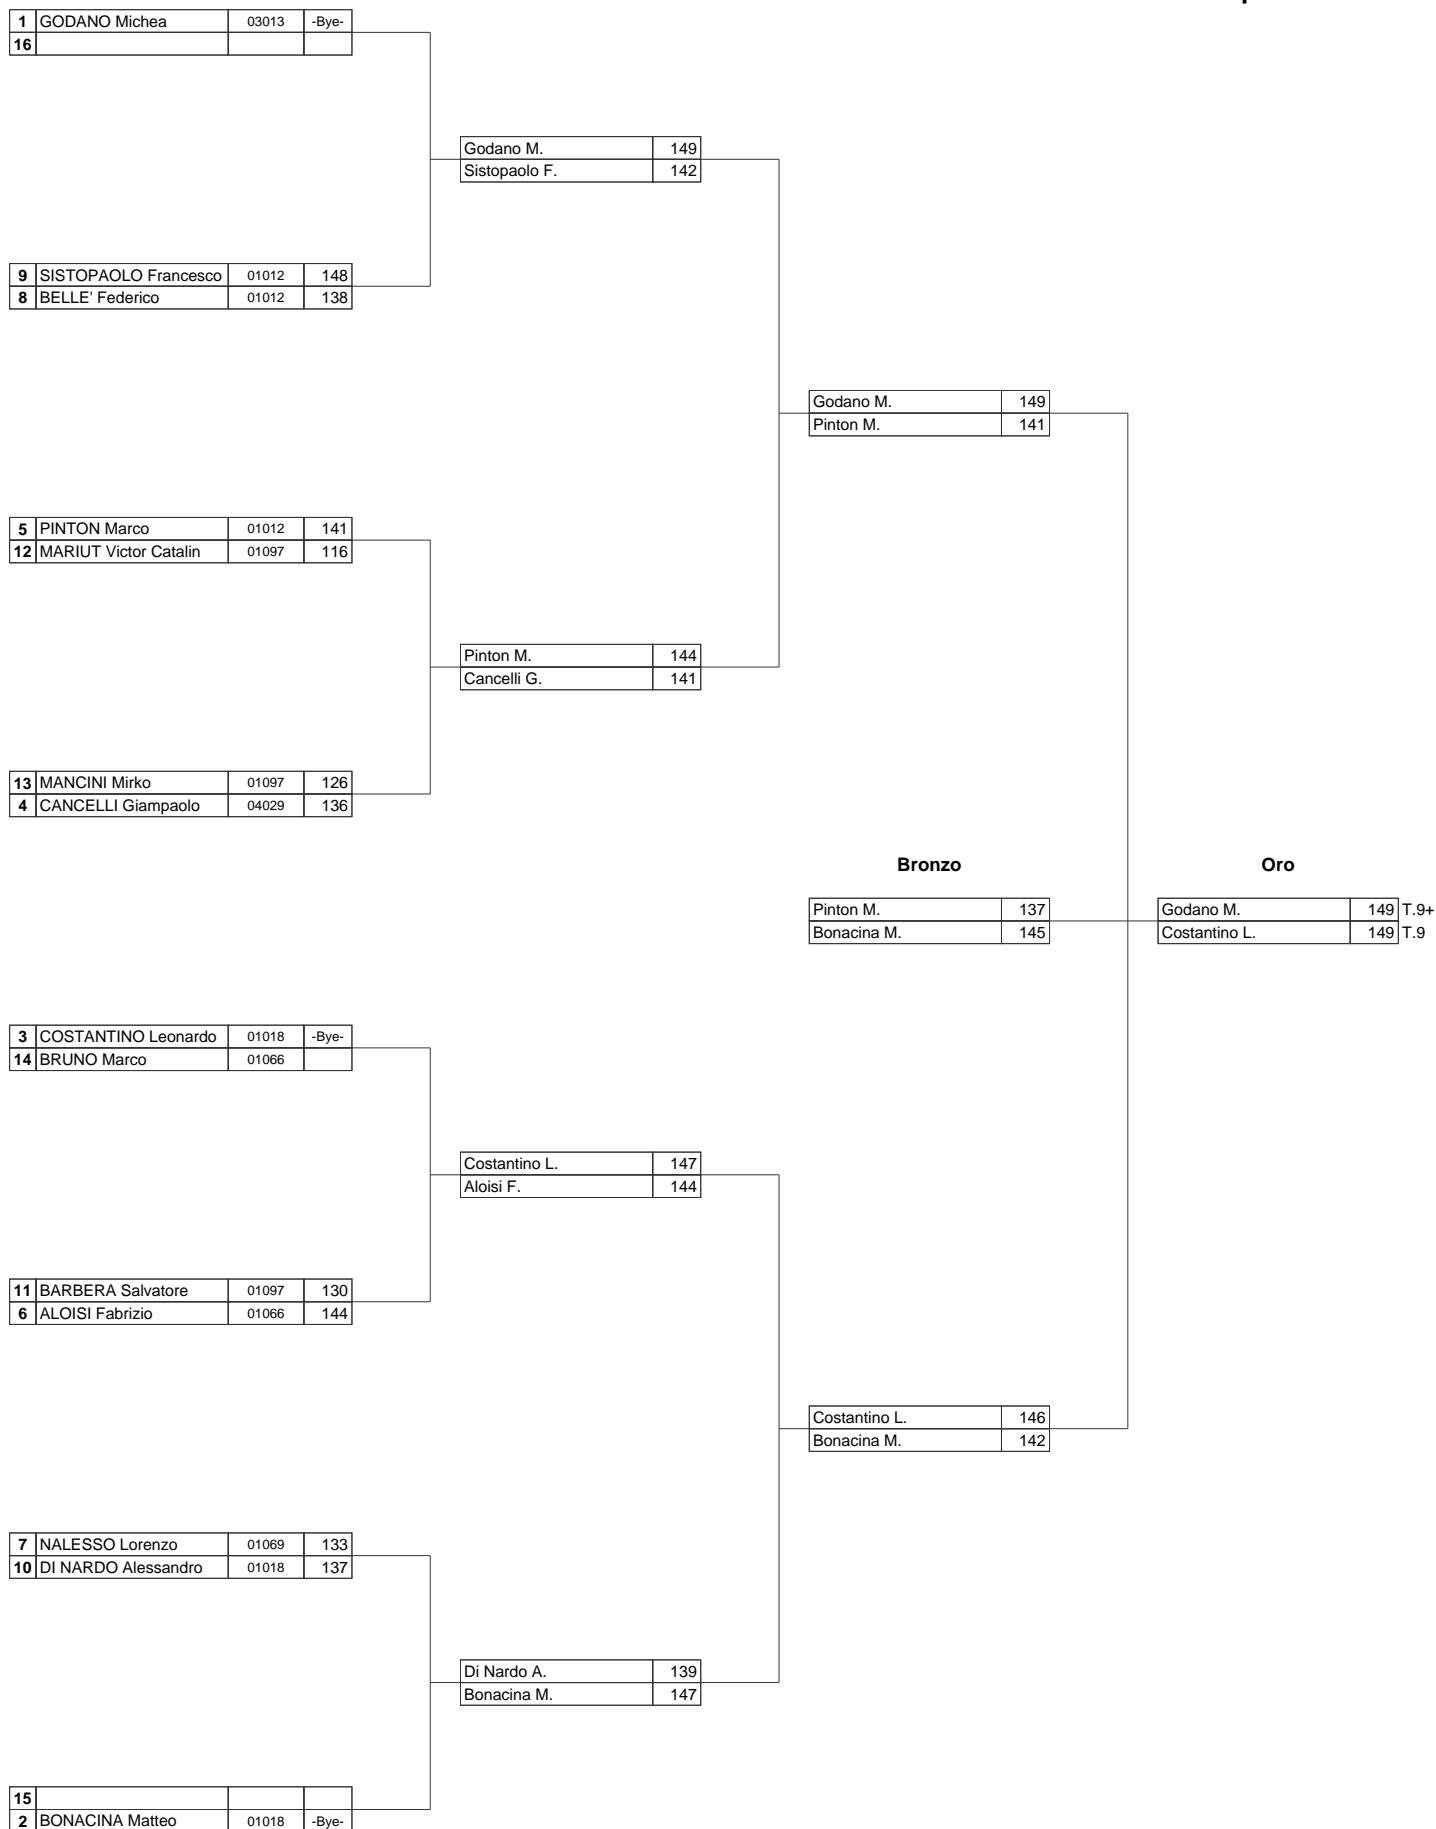 1 GODANO Michea 03013 -Bye-
16
Godano M. 149
Sistopaolo F. 142
9 SISTOPAOLO Francesco 01012 148
8 BELLE' Federico 01012 138
Godano M. 149
Pinton M. 141
5 PINTON Marco 01012 141
12 MARIUT Victor Catalin 01097 116
Pinton M. 144
Cancelli G. 141
13 MANCINI Mirko 01097 126
4 CANCELLI Giampaolo 04029 136
Bronzo Oro
Pinton M. 137 Godano M. 149 T.9+
Bonacina M. 145 Costantino L. 149 T.9
3 COSTANTINO Leonardo 01018 -Bye-
14 BRUNO Marco 01066
Costantino L. 147
Aloisi F. 144
11 BARBERA Salvatore 01097 130
6 ALOISI Fabrizio 01066 144
Costantino L. 146
Bonacina M. 142
7 NALESSO Lorenzo 01069 133
10 DI NARDO Alessandro 01018 137
Di Nardo A. 139
Bonacina M. 147
15
2 BONACINA Matteo 01018 -Bye-